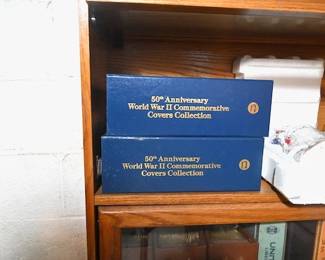 50th Anniversary
World War II Commemorative
Covers Collection
50th Anniversary
World War II Commemorative
Covers Collection